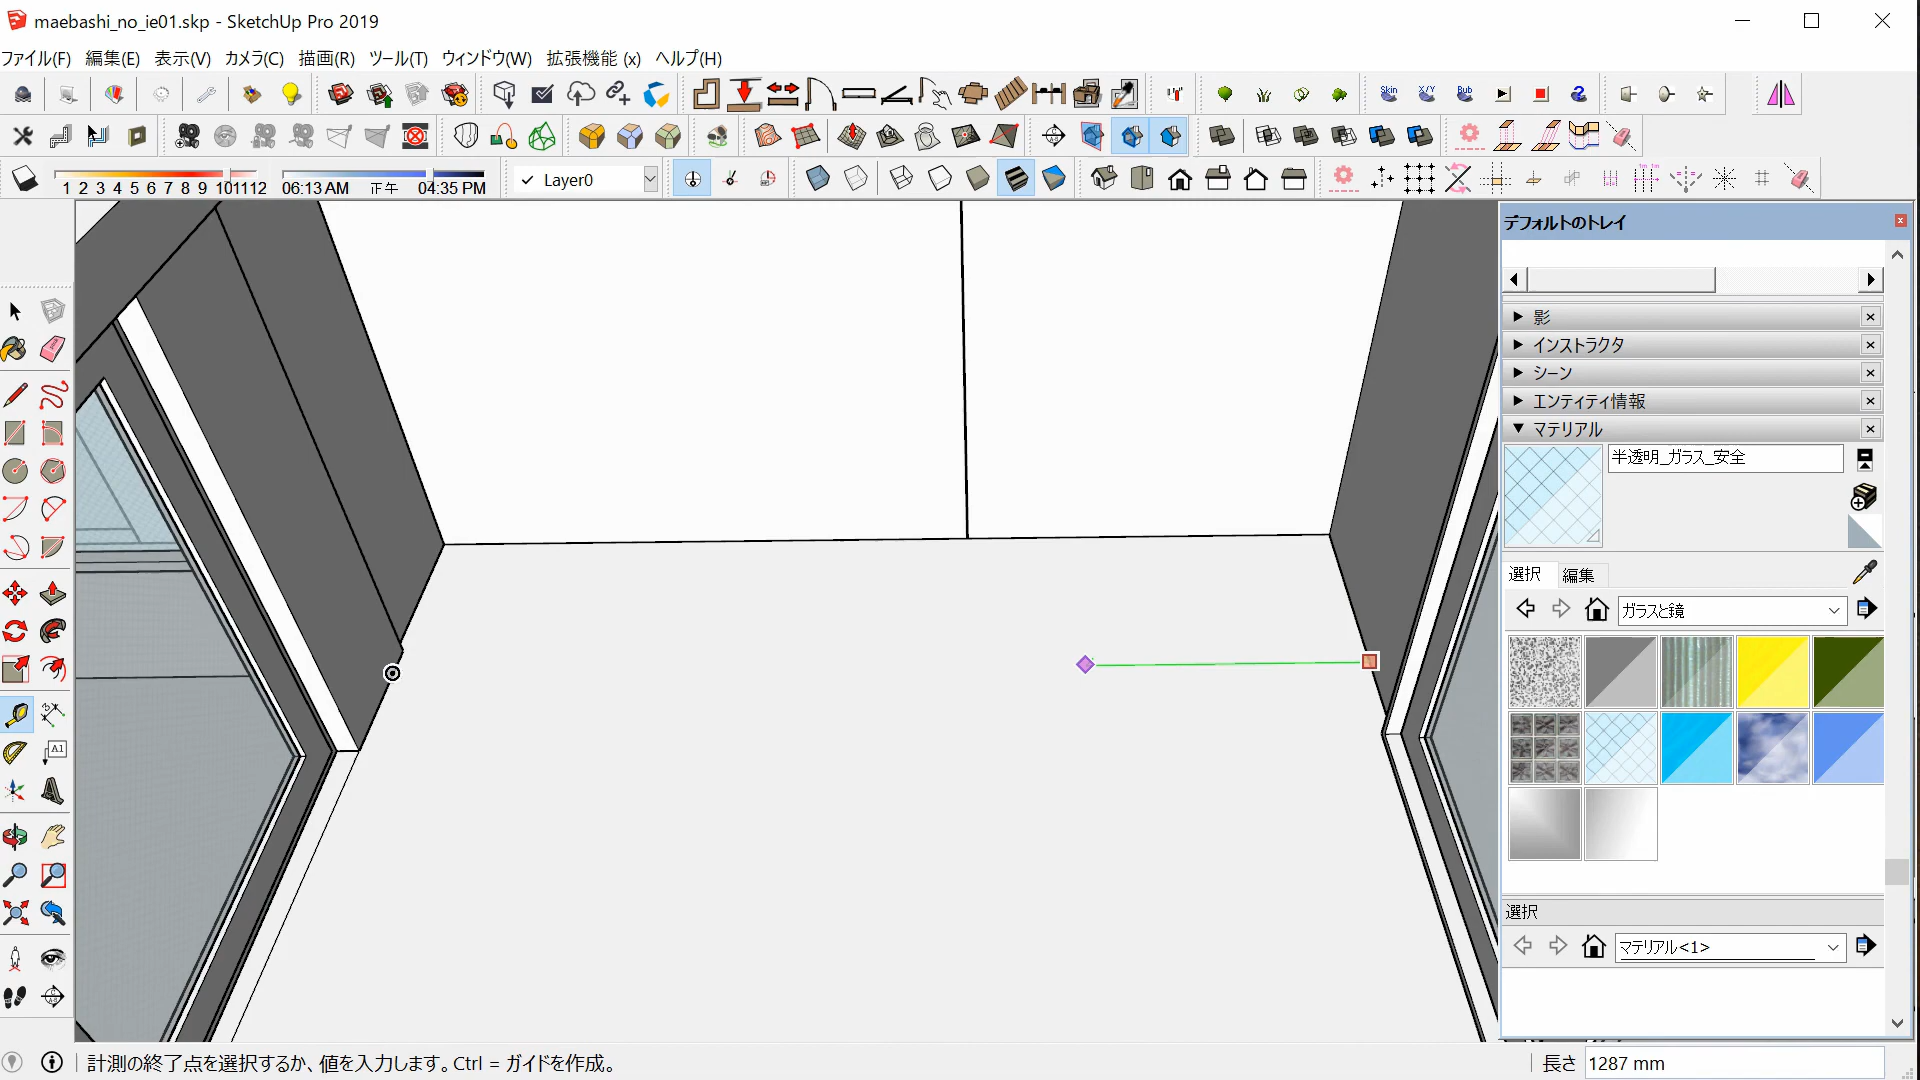 maebashi_no_ie01.skp - SketchUp Pro 2019
ファイル(F) 編集(E) 表示(V) カメラ(C) 描画(R) ツール(T) ウィンドウ(W) 拡張機能 (x) ヘルプ(H)
Skin X/Y Bub
1 2 3 4 5 6 7 8 9 10 11 12 06:13 AM 正午 04:35 PM Layer0
デフォルトのトレイ
影
インストラクタ
シーン
エンティティ情報
マテリアル
半透明_ガラス_安全
選択 編集
ガラスと鏡
A1
選択
マテリアル<1>
計測の終了点を選択するか、値を入力します。Ctrl = ガイドを作成。
長さ 1287 mm